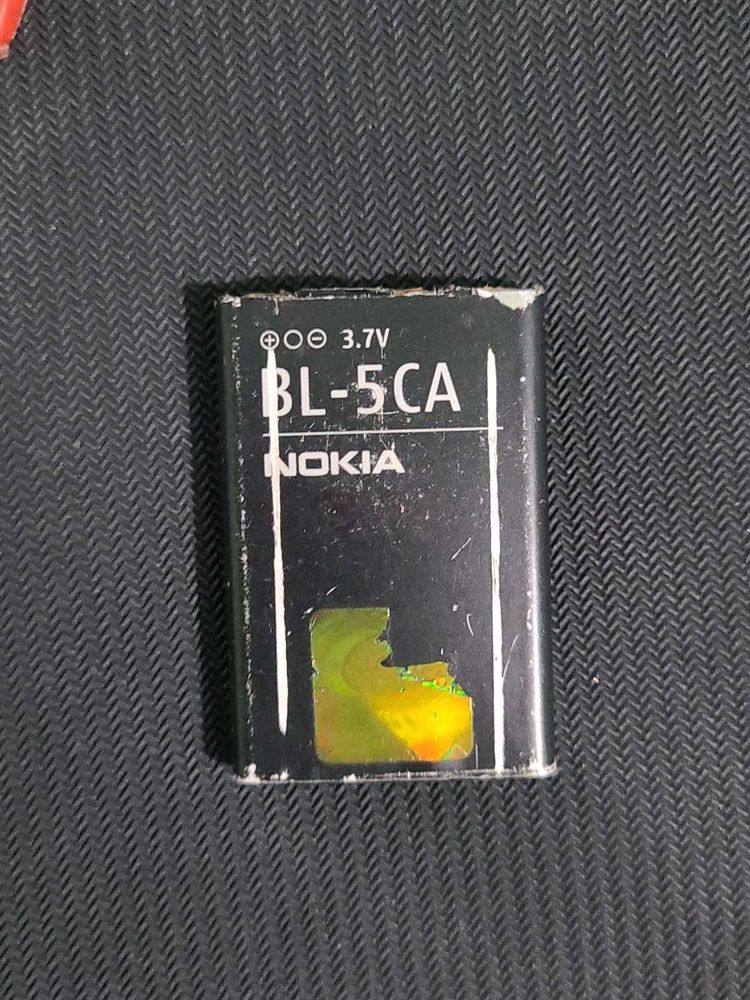 ⊕○⊖ 3.7V
BL-5CA
NOKIA